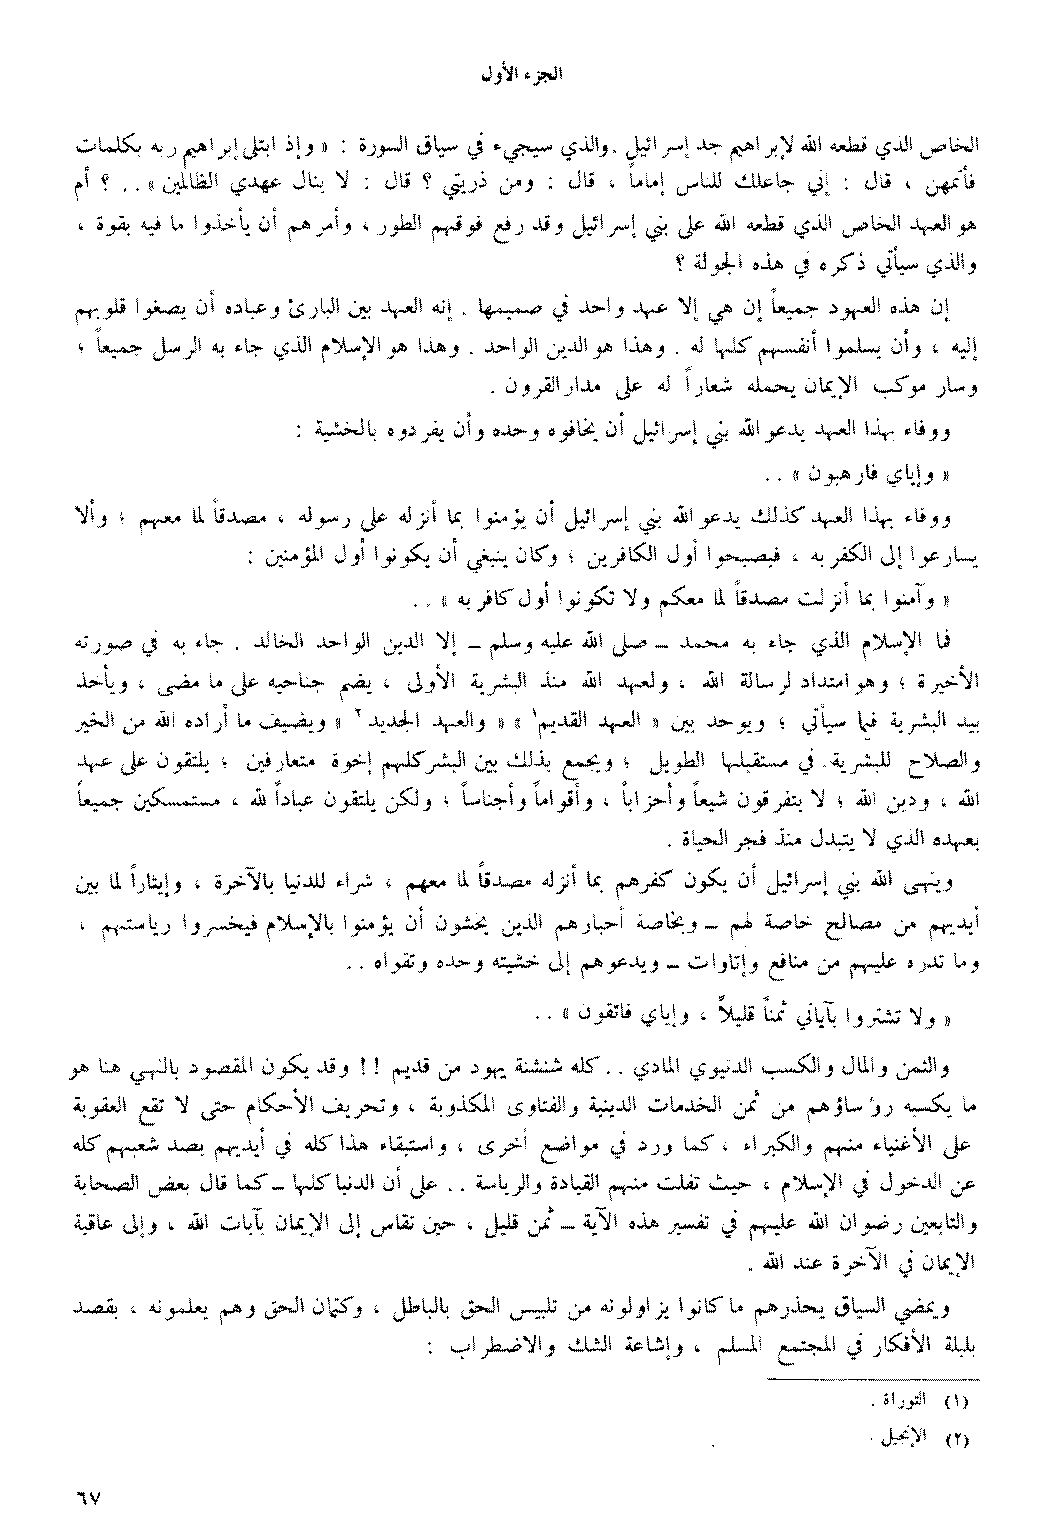 الجزء الأول
الخاص الذي قطعه الله لإبراهيم جد إسرائيل . والذي سيجيء في سياق السورة : « وإذ ابتلى إبراهيم ربه بكلمات
فأتمهن ، قال : إني جاعلك للناس إماماً ، قال : ومن ذريتي ؟ قال : لا ينال عهدي الظالمين » . . ؟ أم
هو العهد الخاص الذي قطعه الله على بني إسرائيل وقد رفع فوقهم الطور ، وأمرهم أن يأخذوا ما فيه بقوة ،
والذي سيأتي ذكره في هذه الجولة ؟
إن هذه العهود جميعاً إن هي إلا عهد واحد في صميمها . إنه العهد بين البارئ وعباده أن يصغوا قلوبهم
إليه ، وأن يسلموا أنفسهم كلها له . وهذا هو الدين الواحد . وهذا هو الإسلام الذي جاء به الرسل جميعاً ؛
وسار موكب الإيمان يحمله شعاراً له على مدار القرون .
ووفاء بهذا العهد يدعو الله بني إسرائيل أن يخافوه وحده وأن يفردوه بالخشية :
« وإياي فارهبون » . .
ووفاء بهذا العهد كذلك يدعو الله بني إسرائيل أن يؤمنوا بما أنزله على رسوله ، مصدقاً لما معهم ؛ وألا
يسارعوا إلى الكفر به ، فيصبحوا أول الكافرين ؛ وكان ينبغي أن يكونوا أول المؤمنين :
« وآمنوا بما أنزلت مصدقاً لما معكم ولا تكونوا أول كافر به » . .
فما الإسلام الذي جاء به محمد – صلى الله عليه وسلم – إلا الدين الواحد الخالد . جاء به في صورته
الأخيرة ؛ وهو امتداد لرسالة الله ، ولعهد الله منذ البشرية الأولى ، يضم جناحيه على ما مضى ، ويأخذ
بيد البشرية فيما سيأتي ؛ ويوحد بين « العهد القديم١ » « والعهد الجديد٢ » ويضيف ما أراده الله من الخير
والصلاح للبشرية في مستقبلها الطويل ؛ ويجمع بذلك بين البشر كلهم إخوة متعارفين ؛ يلتقون على عهد
الله ، ودين الله ؛ لا يتفرقون شيعاً وأحزاباً ، وأقواماً وأجناساً ؛ ولكن يلتقون عباداً لله ، مستمسكين جميعاً
بعهده الذي لا يتبدل منذ فجر الحياة .
وينهى الله بني إسرائيل أن يكون كفرهم بما أنزله مصدقاً لما معهم ، شراء للدنيا بالآخرة ، وإيثاراً لما بين
أيديهم من مصالح خاصة لهم – وبخاصة أحبارهم الذين يخشون أن يؤمنوا بالإسلام فيخسروا رياستهم ،
وما تدره عليهم من منافع وإتاوات – ويدعوهم إلى خشيته وحده وتقواه . .
« ولا تشتروا بآياتي ثمناً قليلاً ، وإياي فاتقون » . .
والثمن والمال والكسب الدنيوي المادي . . كله شنشنة يهود من قديم ! ! وقد يكون المقصود بالنهي هنا هو
ما يكسبه رؤساؤهم من ثمن الخدمات الدينية والفتاوى المكذوبة ، وتحريف الأحكام حتى لا تقع العقوبة
على الأغنياء منهم والكبراء ، كما ورد في مواضع أخرى ، واستبقاء هذا كله في أيديهم بصد شعبهم كله
عن الدخول في الإسلام ، حيث تفلت منهم القيادة والرياسة . . على أن الدنيا كلها – كما قال بعض الصحابة
والتابعين رضوان الله عليهم في تفسير هذه الآية – ثمن قليل ، حين تقاس إلى الإيمان بآيات الله ، وإلى عاقبة
الإيمان في الآخرة عند الله .
ويمضي السياق يحذرهم ما كانوا يزاولونه من تلبيس الحق بالباطل ، وكتمان الحق وهم يعلمونه ، بقصد
بلبلة الأفكار في المجتمع المسلم ، وإشاعة الشك والاضطراب :
(١) التوراة .
(٢) الإنجيل .
٦٧